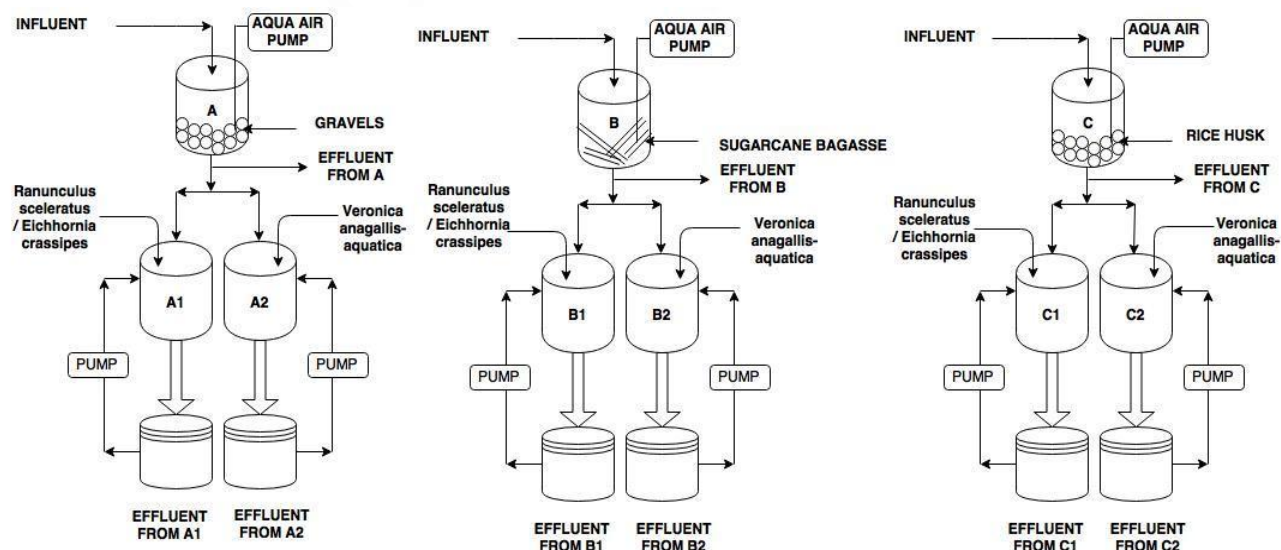 INFLUENT
AQUA AIR
PUMP
A
GRAVELS
EFFLUENT
FROM A
Ranunculus
sceleratus
/ Eichhornia
crassipes
Veronica
anagallis-
aquatica
A1
A2
PUMP
PUMP
EFFLUENT
FROM A1
EFFLUENT
FROM A2
INFLUENT
AQUA AIR
PUMP
B
SUGARCANE BAGASSE
EFFLUENT
FROM B
Ranunculus
sceleratus
/ Eichhornia
crassipes
Veronica
anagallis-
aquatica
B1
B2
PUMP
PUMP
EFFLUENT
FROM B1
EFFLUENT
FROM B2
INFLUENT
AQUA AIR
PUMP
C
RICE HUSK
EFFLUENT
FROM C
Ranunculus
sceleratus
/ Eichhornia
crassipes
Veronica
anagallis-
aquatica
C1
C2
PUMP
PUMP
EFFLUENT
FROM C1
EFFLUENT
FROM C2